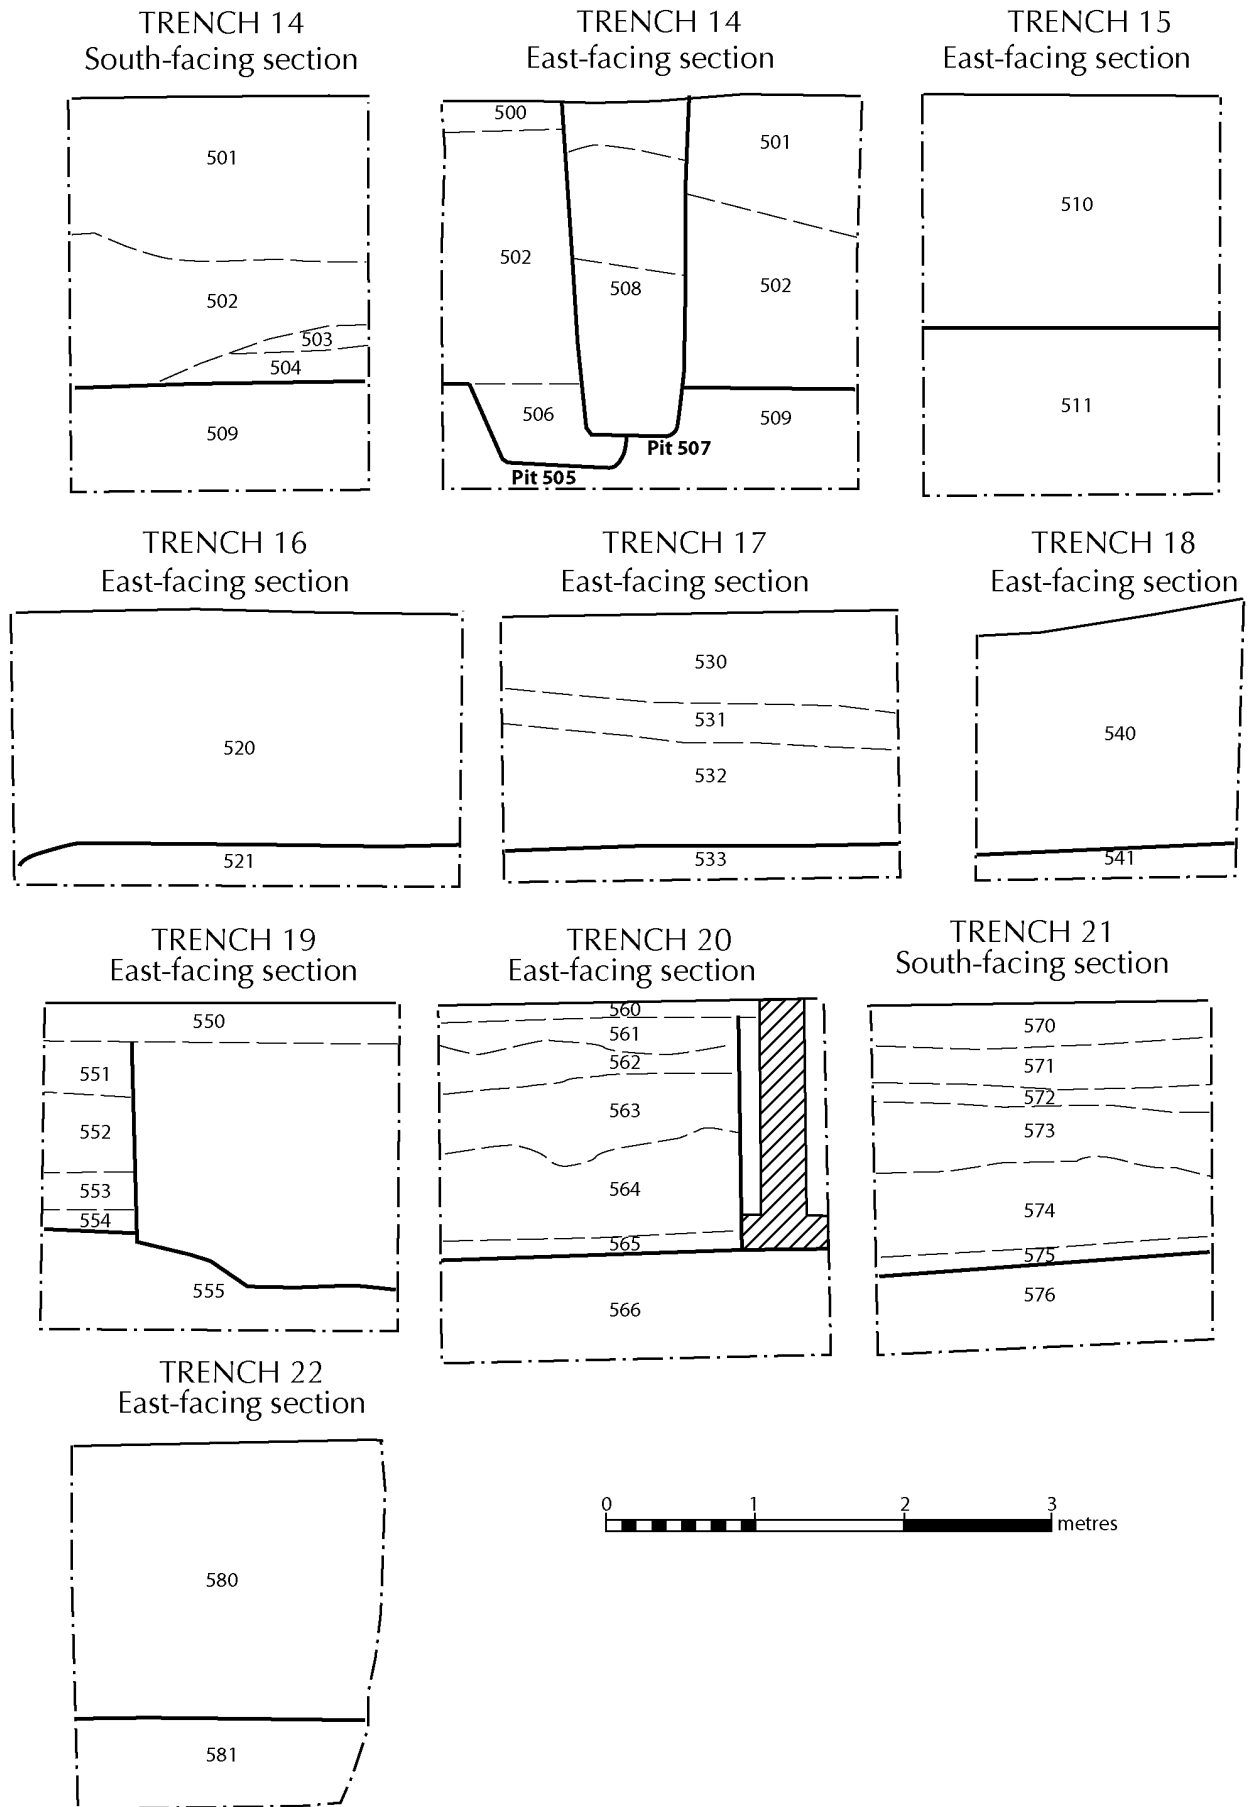 TRENCH 14
South-facing section
501
502
503
504
509
TRENCH 14
East-facing section
500
501
502
508
502
506
509
Pit 507
Pit 505
TRENCH 15
East-facing section
510
511
TRENCH 16
East-facing section
520
521
TRENCH 17
East-facing section
530
531
532
533
TRENCH 18
East-facing section
540
541
TRENCH 19
East-facing section
550
551
552
553
554
555
TRENCH 20
East-facing section
560
561
562
563
564
565
566
TRENCH 21
South-facing section
570
571
572
573
574
575
576
TRENCH 22
East-facing section
580
581
0 1 2 3
metres